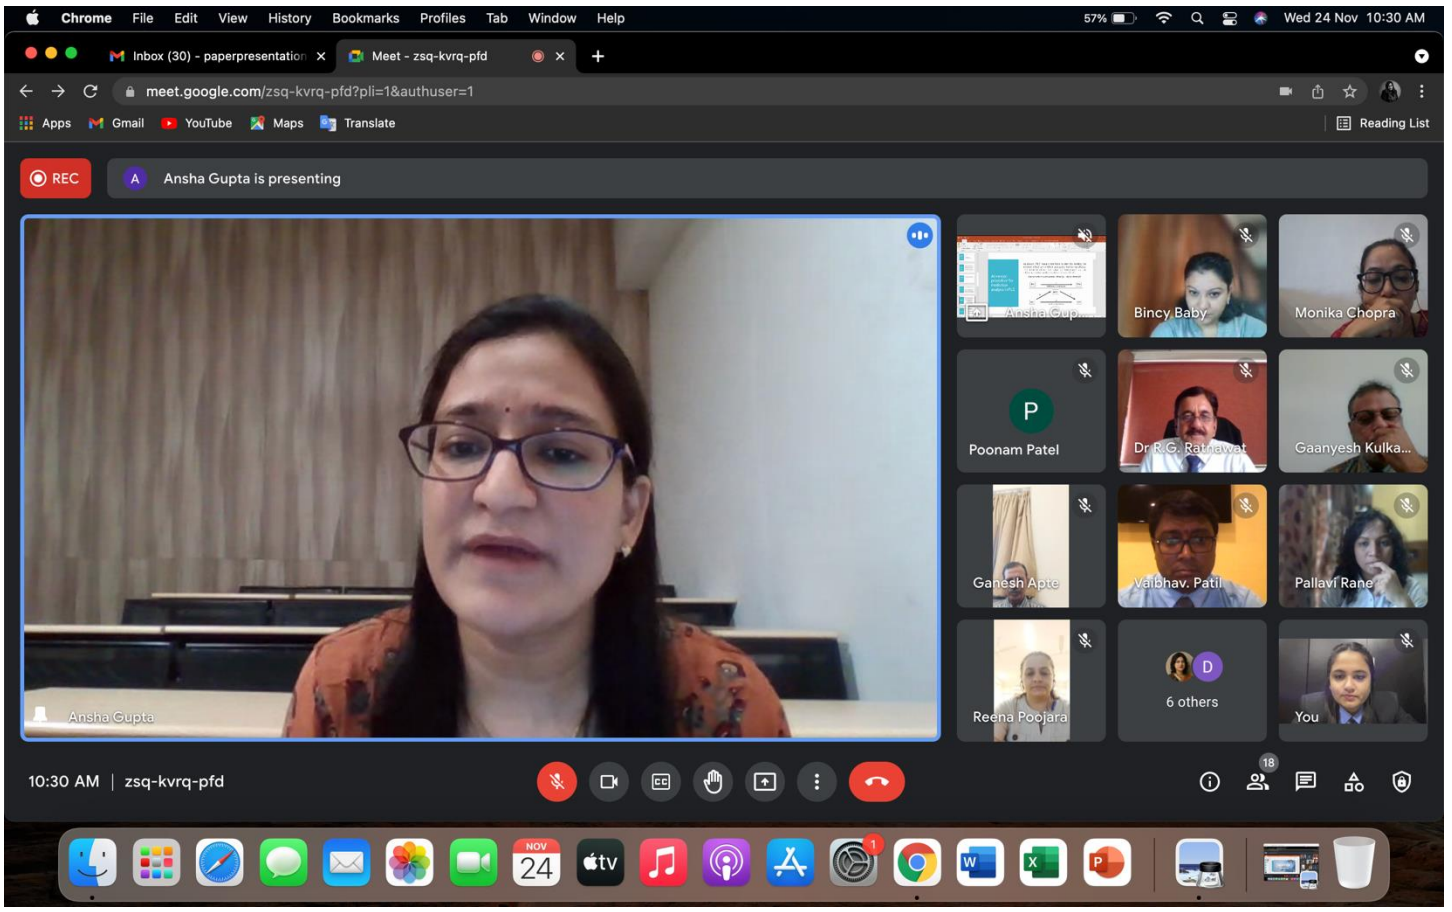 Chrome File Edit View History Bookmarks Profiles Tab Window Help 57% Wed 24 Nov 10:30 AM
Inbox (30) - paperpresentation Meet - zsq-kvrq-pfd
meet.google.com/zsq-kvrq-pfd?pli=1&authuser=1
Apps Gmail YouTube Maps Translate Reading List
REC A Ansha Gupta is presenting
Ansha Gup... Bincy Baby Monika Chopra
P
Poonam Patel Dr R.G. Ratnawat Gaanyesh Kulka...
Ganesh Apte Vaibhav. Patil Pallavi Rane
D
6 others
Ansha Gupta Reena Poojara You
10:30 AM | zsq-kvrq-pfd CC 18
NOV
24 tv 1 W X P